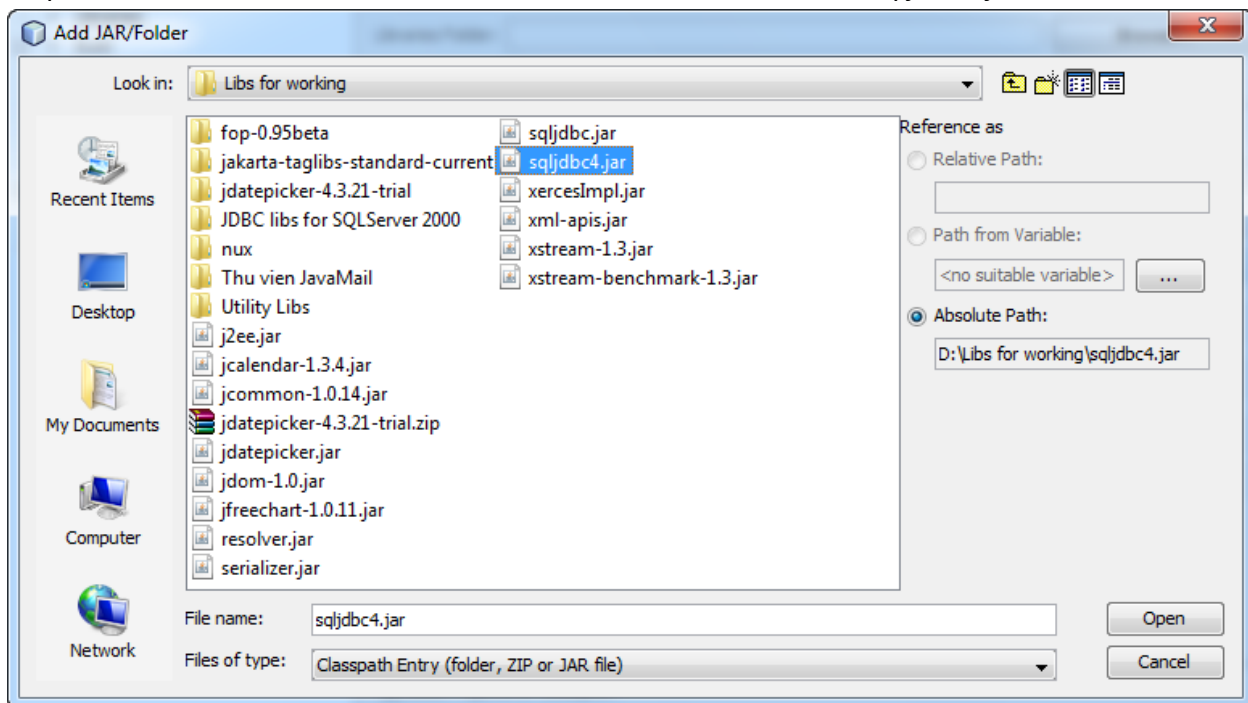 Add JAR/Folder
Look in:
Libs for working
Recent Items
Desktop
My Documents
Computer
Network
fop-0.95beta
jakarta-taglibs-standard-current
jdatepicker-4.3.21-trial
JDBC libs for SQLServer 2000
nux
Thu vien JavaMail
Utility Libs
j2ee.jar
jcalendar-1.3.4.jar
jcommon-1.0.14.jar
jdatepicker-4.3.21-trial.zip
jdatepicker.jar
jdom-1.0.jar
jfreechart-1.0.11.jar
resolver.jar
serializer.jar
sqljdbc.jar
sqljdbc4.jar
xercesImpl.jar
xml-apis.jar
xstream-1.3.jar
xstream-benchmark-1.3.jar
Reference as
Relative Path:
Path from Variable:
<no suitable variable>
...
Absolute Path:
D:\Libs for working\sqljdbc4.jar
File name:
sqljdbc4.jar
Open
Files of type:
Classpath Entry (folder, ZIP or JAR file)
Cancel